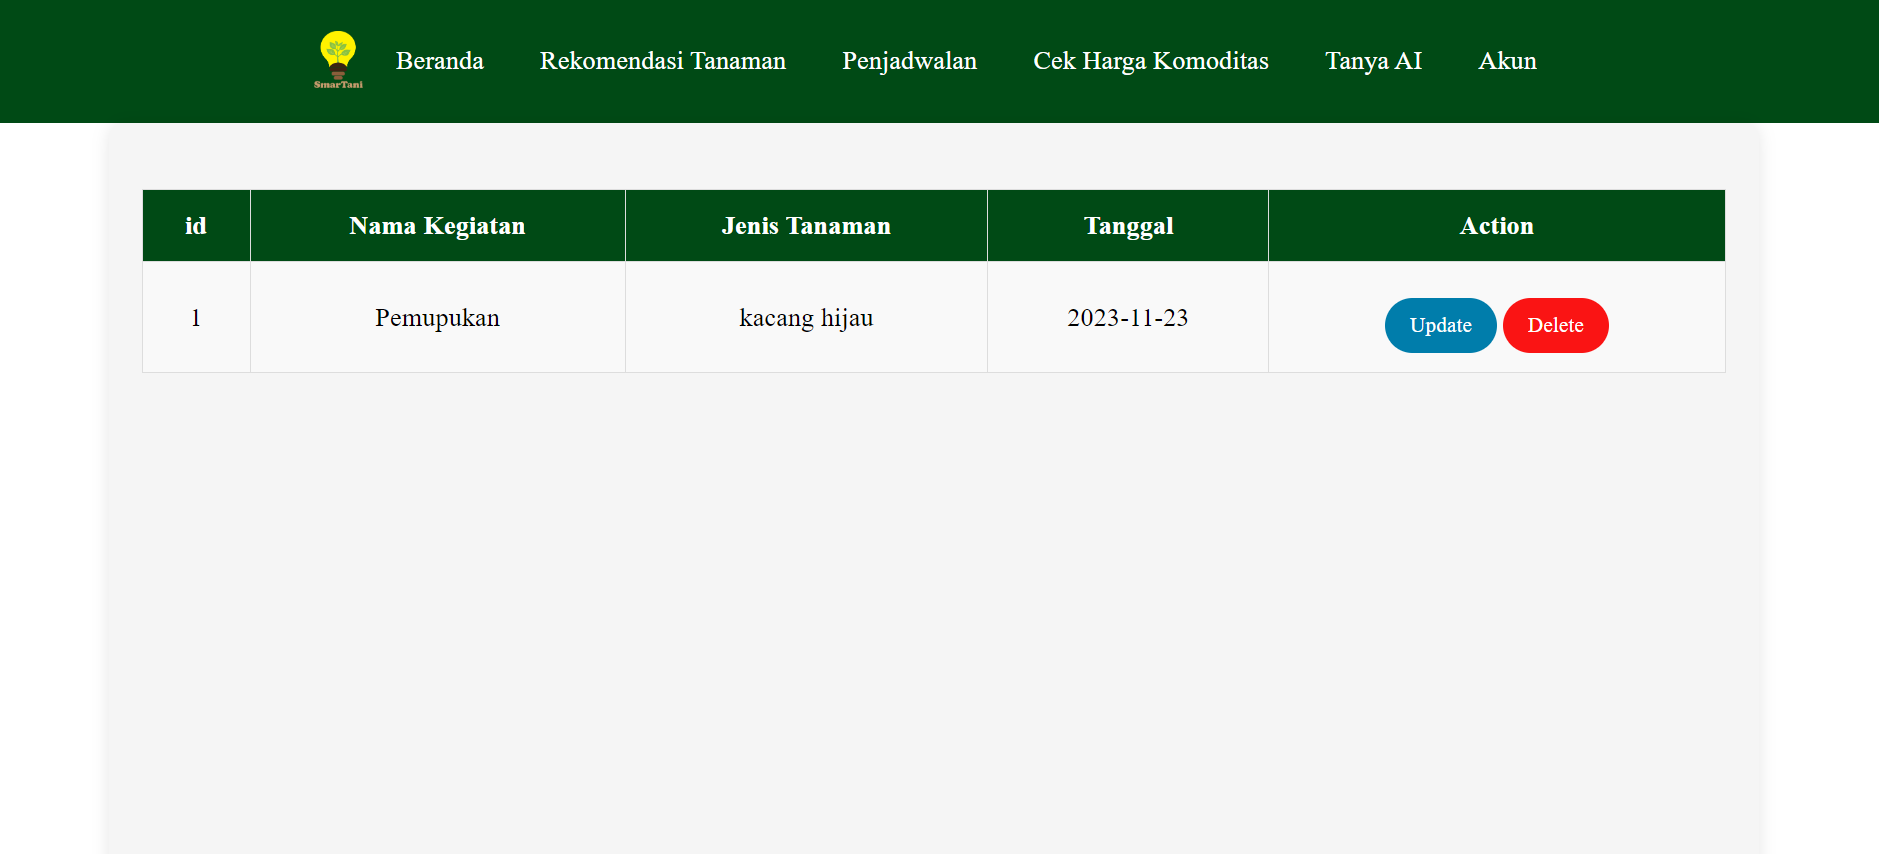 SmarTani
Beranda Rekomendasi Tanaman Penjadwalan Cek Harga Komoditas Tanya AI Akun
id Nama Kegiatan Jenis Tanaman Tanggal Action
1 Pemupukan kacang hijau 2023-11-23 Update Delete